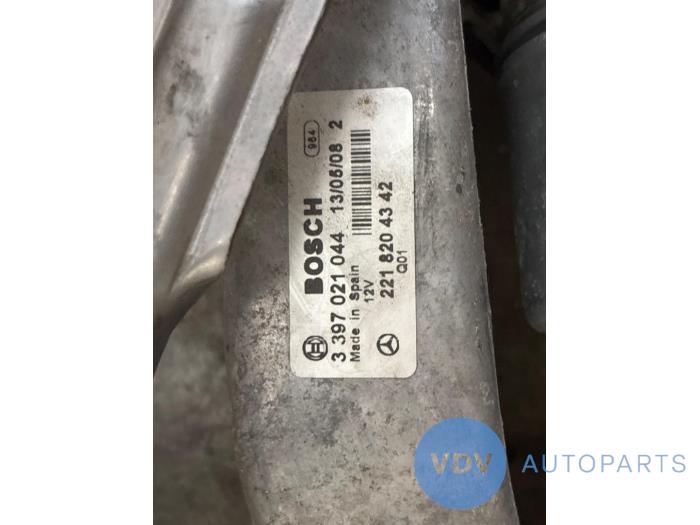 BOSCH
984
3 397 021 044 13/05/08 2
Made in Spain
12V
221 820 43 42
Q01
VDV AUTOPARTS